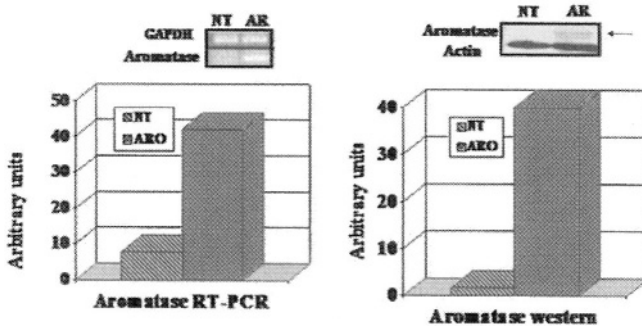 NT AR
GAPDH
Aromatase
50
40
30
20
10
0
Arbitrary units
NT
ARO
Aromatase RT-PCR
NT AR
Aromatase
Actin
40
30
20
10
0
Arbitrary units
NT
ARO
Aromatase western